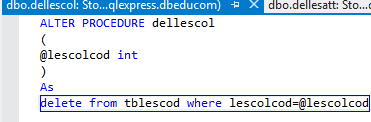 dbo.dellescol: Sto...qlexpress.dbeducom) dbo.dellesatt: Sto
ALTER PROCEDURE dellescol
(
@lescolcod int
)
As
delete from tblescod where lescolcod=@lescolcod